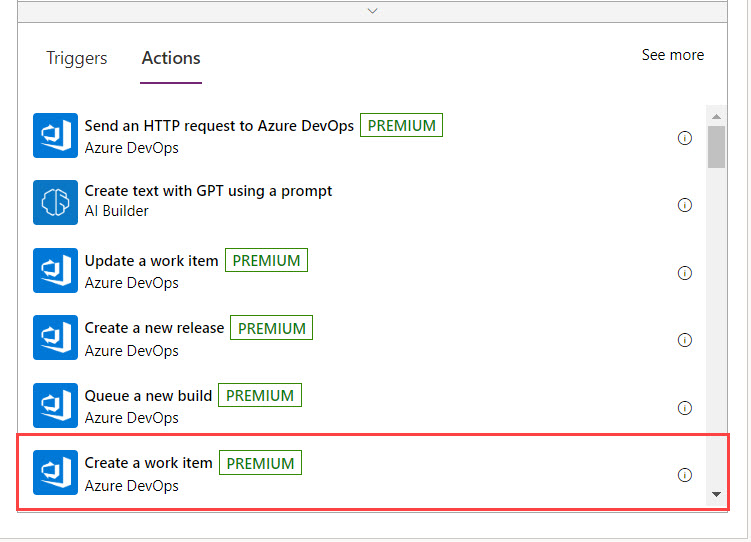 Triggers Actions See more
Send an HTTP request to Azure DevOps PREMIUM
Azure DevOps
Create text with GPT using a prompt
AI Builder
Update a work item PREMIUM
Azure DevOps
Create a new release PREMIUM
Azure DevOps
Queue a new build PREMIUM
Azure DevOps
Create a work item PREMIUM
Azure DevOps